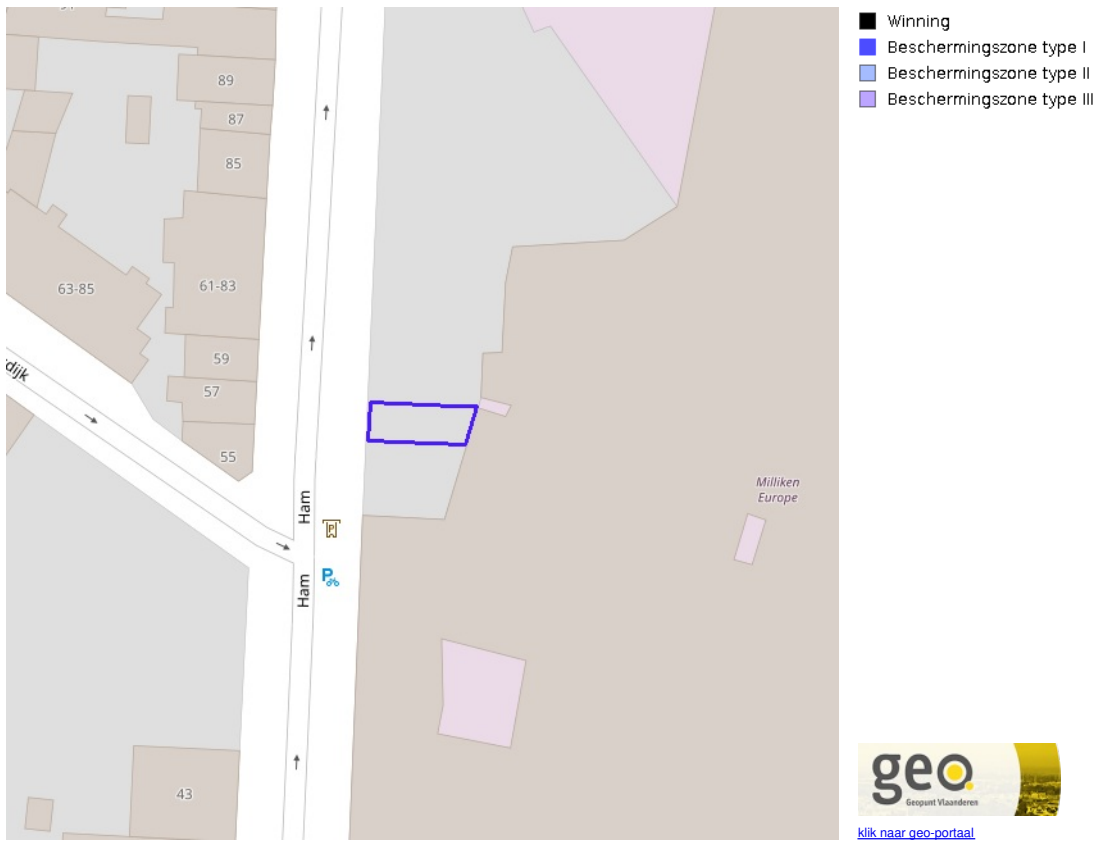 89
87
85
61-83
63-85
59
57
55
dijk
Ham
Ham
P
P
Milliken
Europe
43
Winning
Beschermingszone type I
Beschermingszone type II
Beschermingszone type III
geo.
Geopunt Vlaanderen
klik naar geo-portaal